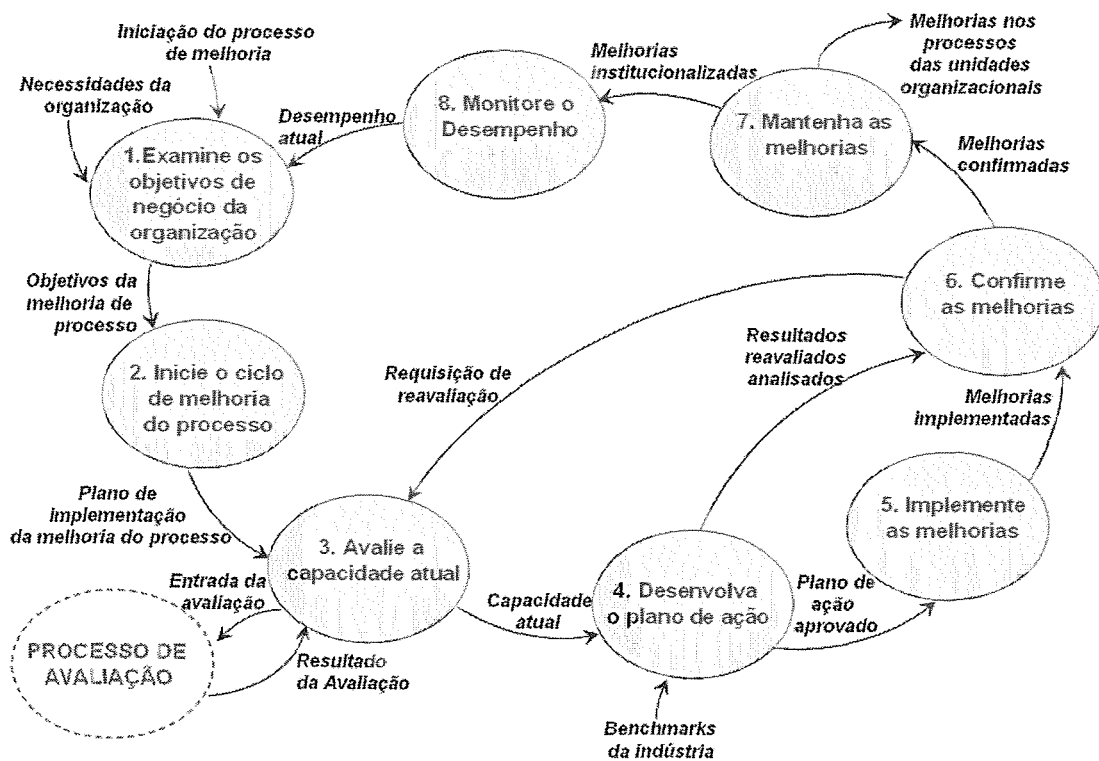 Iniciação do processo
de melhoria
Necessidades da
organização
1.Examine os
objetivos de
negócio da
organização
Desempenho
atual
8. Monitore o
Desempenho
Melhorias
institucionalizadas
7. Mantenha as
melhorias
Melhorias nos
processos
das unidades
organizacionais
Melhorias
confirmadas
6. Confirme
as melhorias
Objetivos da
melhoria de
processo
2. Inicie o ciclo
de melhoria
do processo
Requisição de
reavaliação
Resultados
reavaliados
analisados
Melhorias
implementadas
Plano de
implementação
da melhoria do processo
3. Avalie a
capacidade atual
5. Implemente
as melhorias
Entrada da
avaliação
Capacidade
atual
4. Desenvolva
o plano de ação
Plano de
ação
aprovado
PROCESSO DE
AVALIAÇÃO
Resultado
da Avaliação
Benchmarks
da indústria